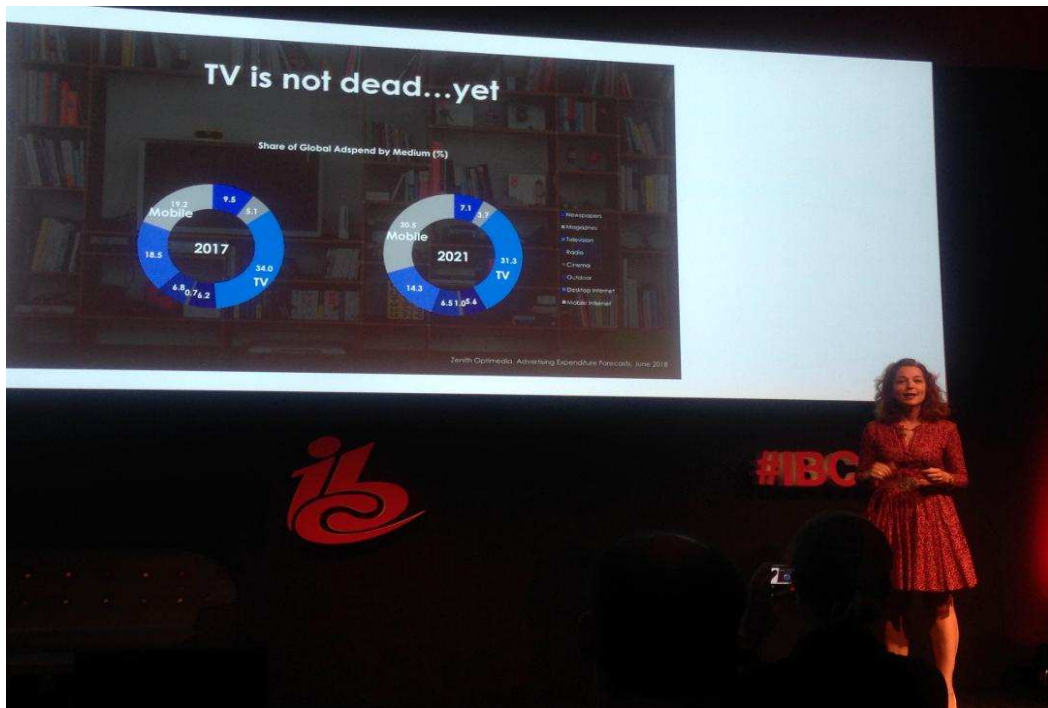 TV is not dead...yet
Share of Global Adspend by Medium (%)
19.2
Mobile
9.5
5.1
18.5
2017
34.0
TV
6.8
0.7
6.2
30.5
Mobile
7.1
3.7
2021
31.3
TV
14.3
6.5
1.0
5.6
Newspapers
Magazines
Television
Radio
Cinema
Outdoor
Desktop Internet
Mobile Internet
Zenith Optimedia, Advertising Expenditure Forecasts, June 2018
ibc
#IBC